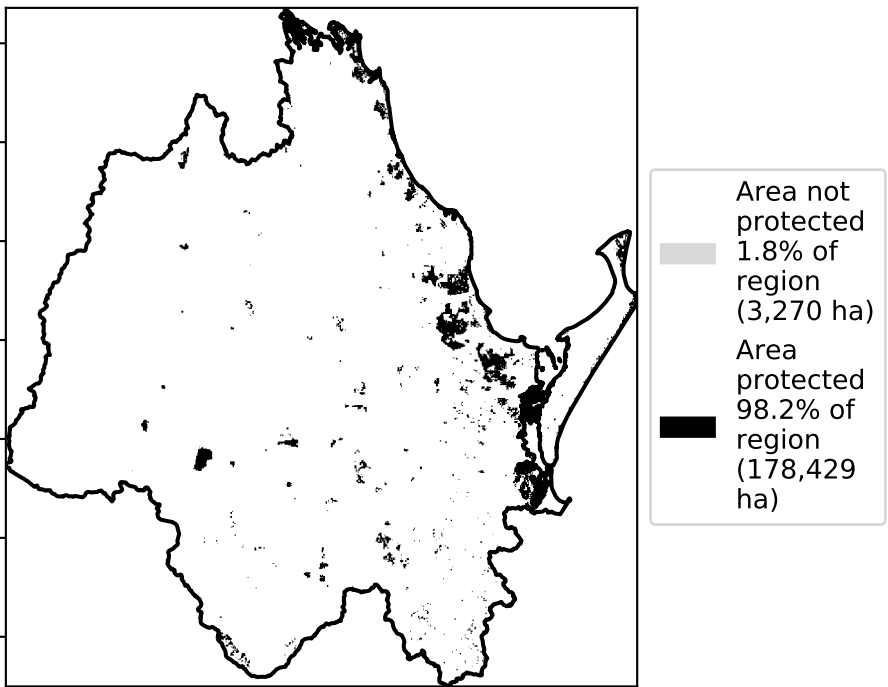 Area not
protected
1.8% of
region
(3,270 ha)
Area
protected
98.2% of
region
(178,429
ha)